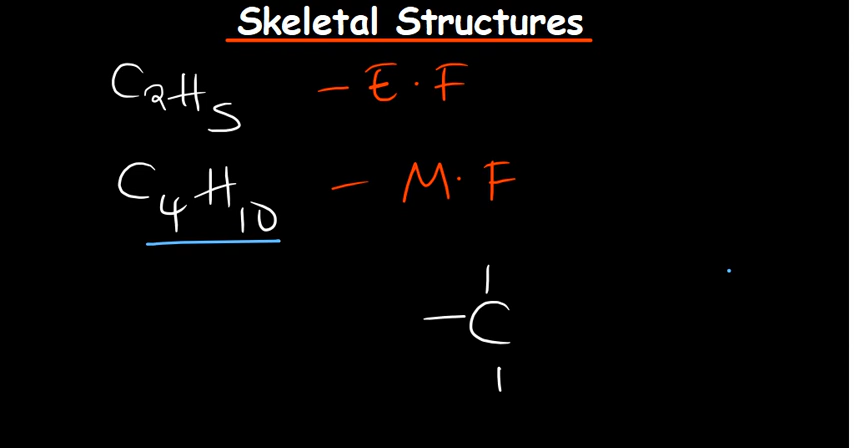 Skeletal Structures
C₂H₅ - E.F
C₄H₁₀ - M.F
-C